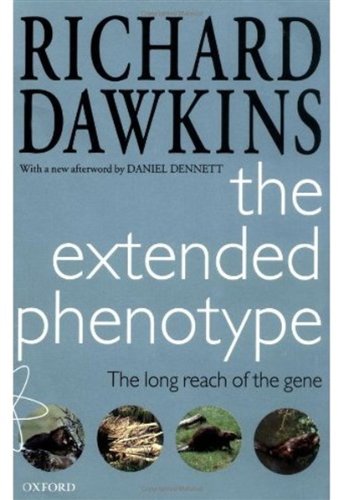 RICHARD
DAWKINS
With a new afterword by DANIEL DENNETT
the
extended
phenotype
The long reach of the gene
OXFORD